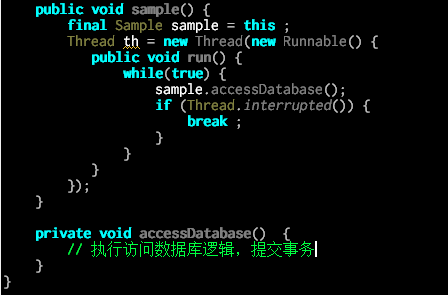 public void sample() {
final Sample sample = this ;
Thread th = new Thread(new Runnable() {
public void run() {
while(true) {
sample.accessDatabase();
if (Thread.interrupted()) {
break ;
}
}
}
});
}
private void accessDatabase()  {
// 执行访问数据库逻辑，提交事务
}
}